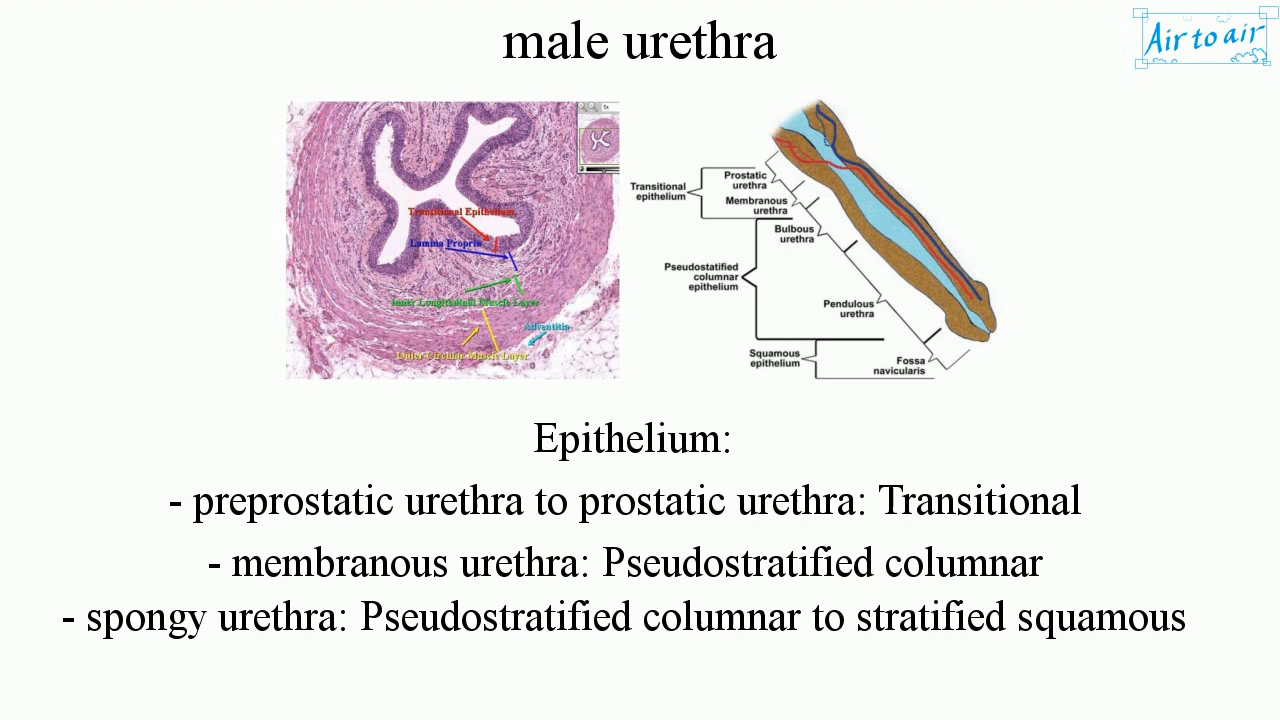 male urethra
Air to air
Transitional Epithelium
Lamina Propria
Inner Longitudinal Muscle Layer
Adventitia
Outer Circular Muscle Layer
Transitional
epithelium
Prostatic
urethra
Membranous
urethra
Bulbous
urethra
Pseudostatified
columnar
epithelium
Pendulous
urethra
Squamous
epithelium
Fossa
navicularis
Epithelium:
- preprostatic urethra to prostatic urethra: Transitional
- membranous urethra: Pseudostratified columnar
- spongy urethra: Pseudostratified columnar to stratified squamous